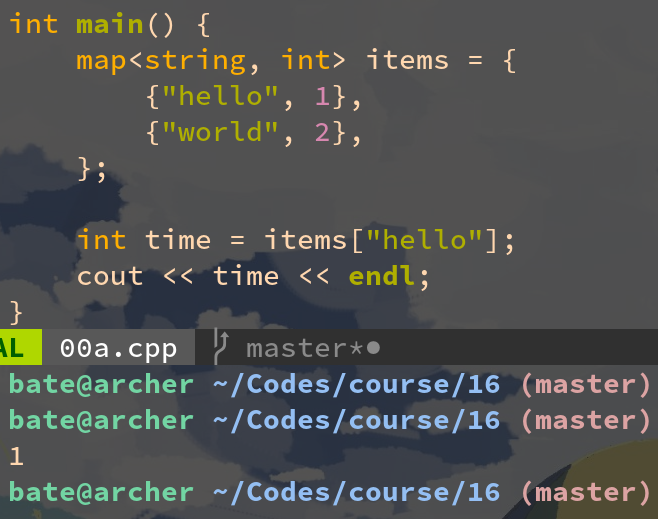 int main() {
    map<string, int> items = {
        {"hello", 1},
        {"world", 2},
    };
    int time = items["hello"];
    cout << time << endl;
}
AL 00a.cpp master*●
bate@archer ~/Codes/course/16 (master)
bate@archer ~/Codes/course/16 (master)
1
bate@archer ~/Codes/course/16 (master)